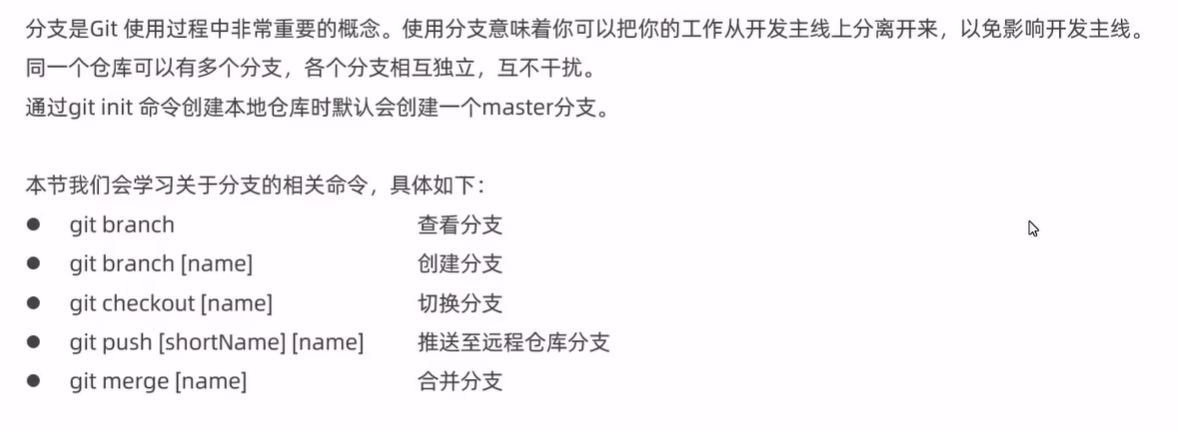 分支是Git 使用过程中非常重要的概念。使用分支意味着你可以把你的工作从开发主线上分离开来，以免影响开发主线。
同一个仓库可以有多个分支，各个分支相互独立，互不干扰。
通过git init 命令创建本地仓库时默认会创建一个master分支。
本节我们会学习关于分支的相关命令，具体如下：
● git branch 查看分支
● git branch [name] 创建分支
● git checkout [name] 切换分支
● git push [shortName] [name] 推送至远程仓库分支
● git merge [name] 合并分支